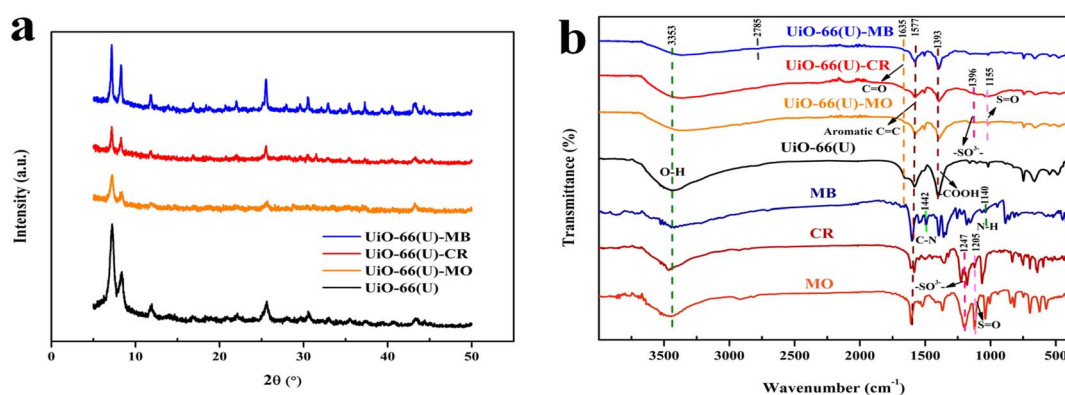 a
Intensity (a.u.)
UiO-66(U)-MB
UiO-66(U)-CR
UiO-66(U)-MO
UiO-66(U)
0
10
20
30
40
50
2θ (°)
b
Transmittance (%)
3353
2785
1635
1577
1393
UiO-66(U)-MB
UiO-66(U)-CR
C=O
1396
1155
S=O
UiO-66(U)-MO
Aromatic C=C
-SO³⁻-
UiO-66(U)
O-H
-COOH
MB
1442
1140
C-N
N-H
CR
1247
1205
-SO³⁻-
MO
S=O
3500
3000
2500
2000
1500
1000
500
Wavenumber (cm⁻¹)